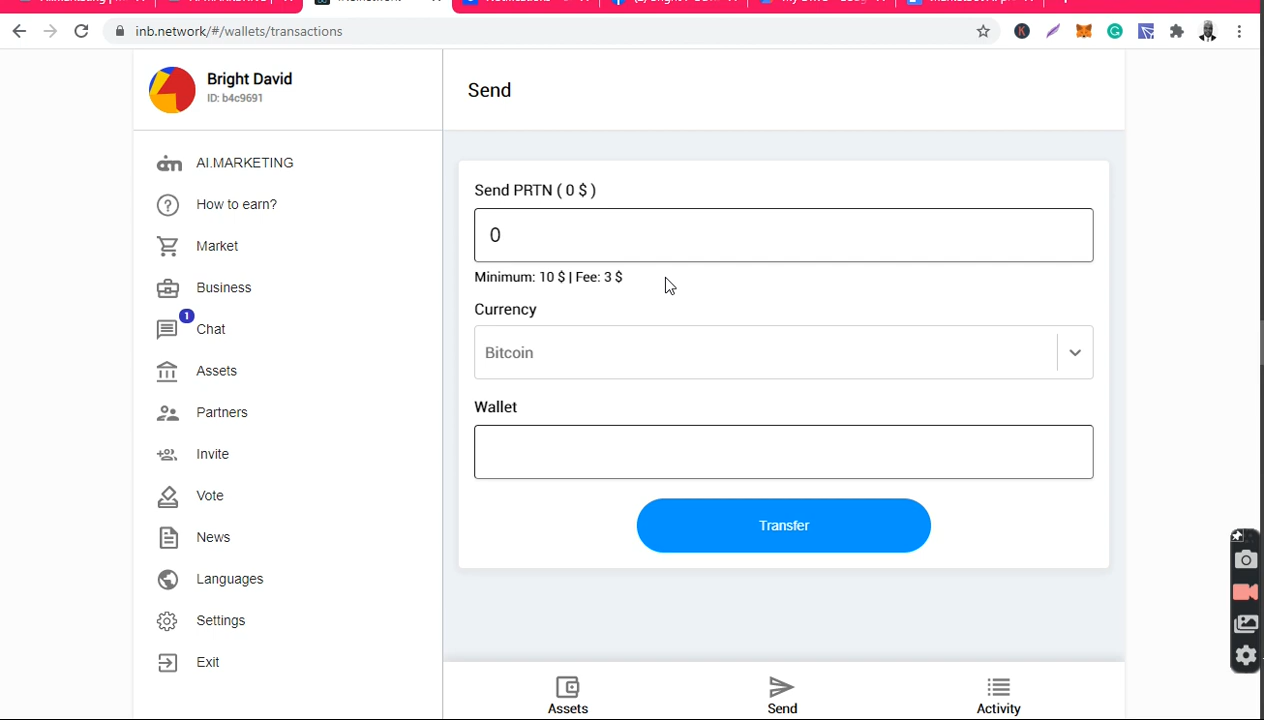 inb.network/#/wallets/transactions
Bright David
ID: b4c9691
Send
AI.MARKETING
How to earn?
Market
Business
1
Chat
Assets
Partners
Invite
Vote
News
Languages
Settings
Exit
Send PRTN ( 0 $ )
0
Minimum: 10 $ | Fee: 3 $
Currency
Bitcoin
Wallet
Transfer
Assets
Send
Activity